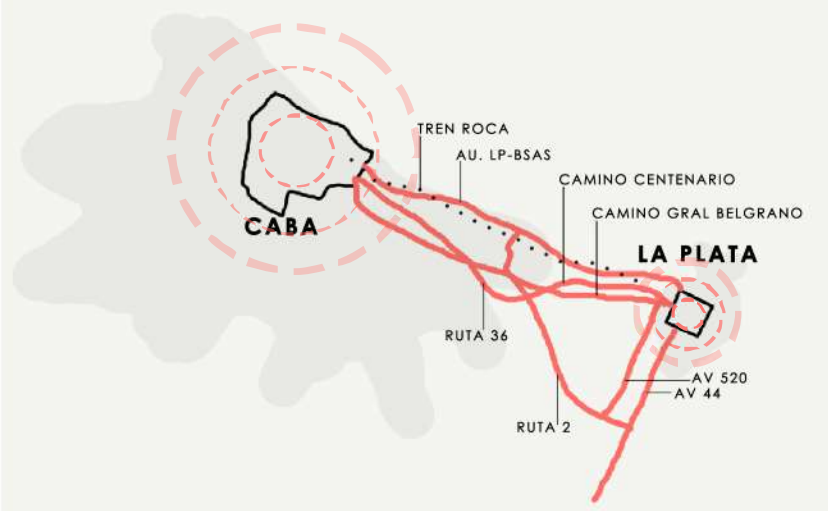 TREN ROCA
AU. LP-BSAS
CAMINO CENTENARIO
CAMINO GRAL BELGRANO
CABA
LA PLATA
RUTA 36
AV 520
AV 44
RUTA 2